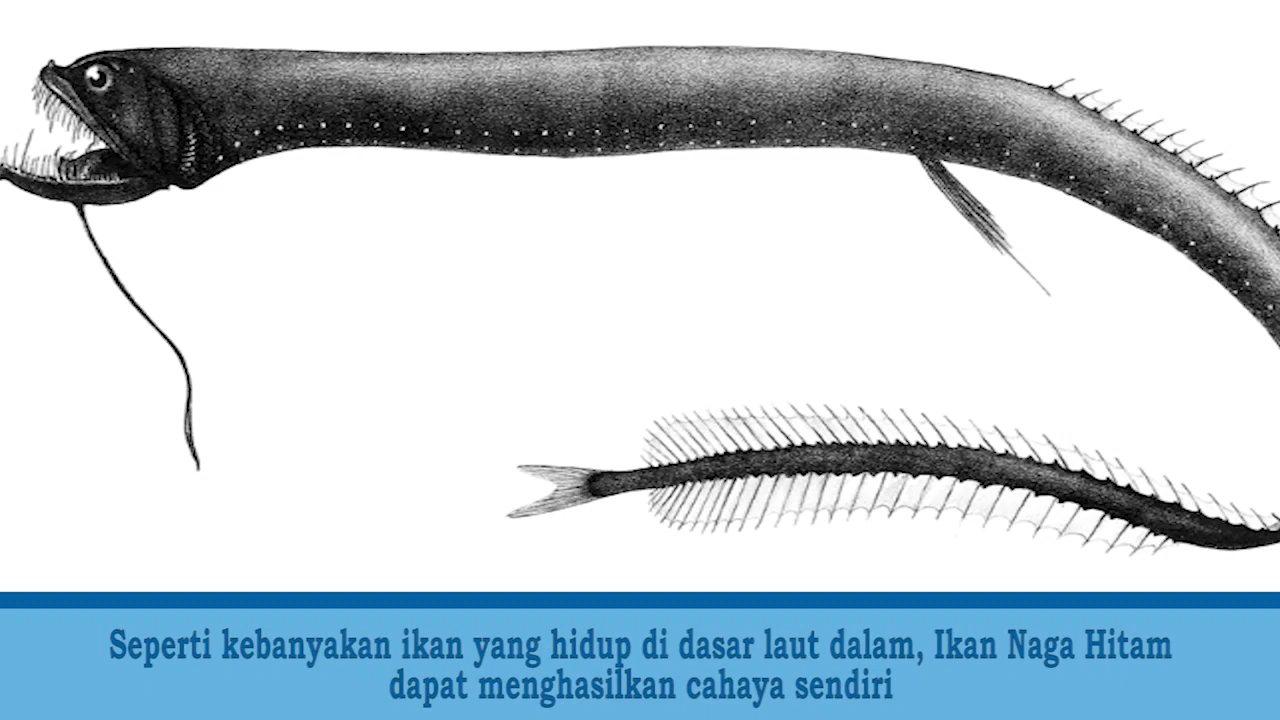 Seperti kebanyakan ikan yang hidup di dasar laut dalam, Ikan Naga Hitam
dapat menghasilkan cahaya sendiri